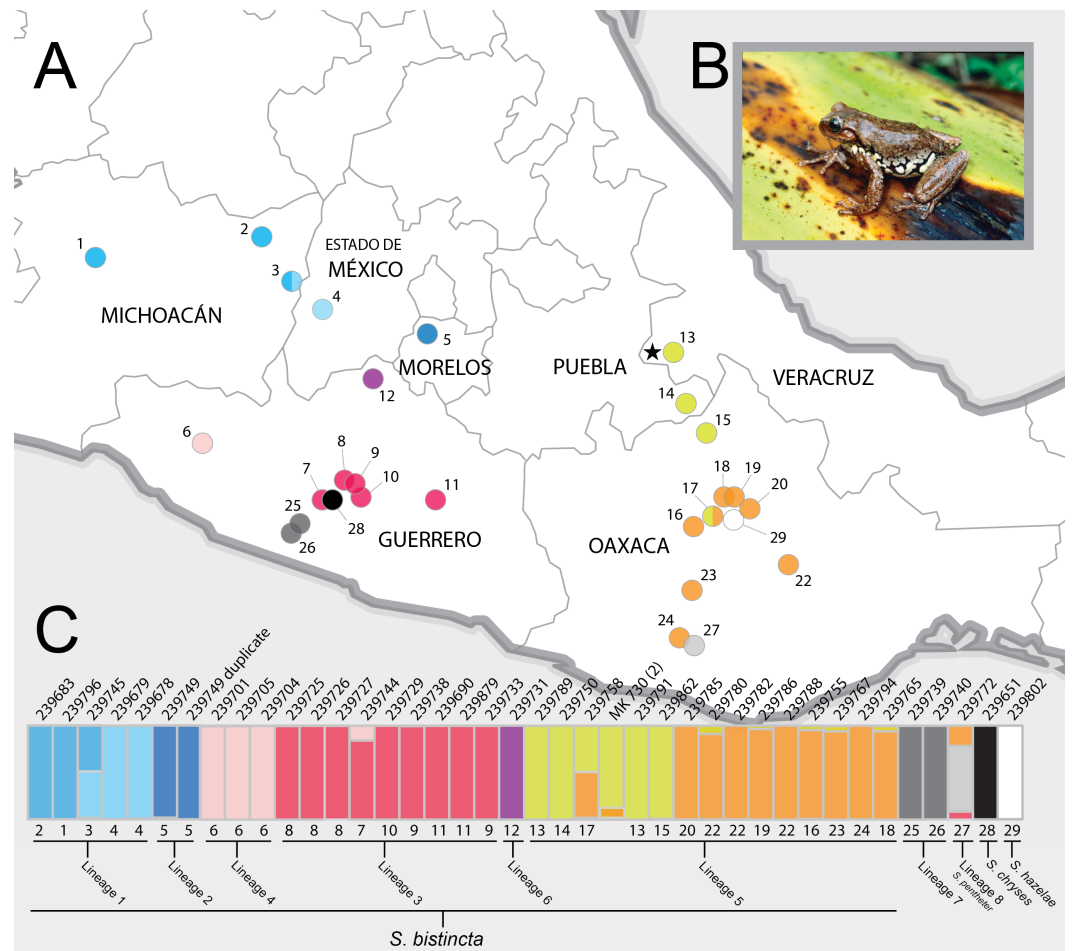 A
B
1
2
3
ESTADO DE
MÉXICO
4
MICHOACÁN
5
MORELOS
PUEBLA
13
VERACRUZ
12
14
15
6
8
9
7
10
11
18
19
17
20
25
28
16
26
GUERRERO
29
OAXACA
22
23
24
27
C
239683 239796 239745 239679 239678 239749 239749 duplicate 239701 239705 239704 239725 239726 239727 239744 239729 239738 239690 239879 239733 239731 239789 239750 239758 MK 730 (2) 239791 239862 239785 239780 239782 239786 239788 239755 239767 239794 239765 239739 239740 239772 239651 239802
2 1 3 4 4 5 5 6 6 6 8 8 8 7 10 9 11 11 9 12 13 14 17 13 15 20 22 22 19 22 16 23 24 18 25 26 27 28 29
Lineage 1
Lineage 2
Lineage 4
Lineage 3
Lineage 6
Lineage 5
Lineage 7
Lineage 8
S. pentheter
S. chryses
S. hazelae
S. bistincta